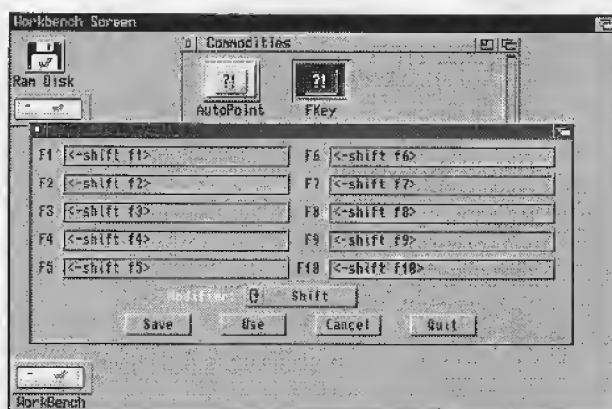 Workbench Screen
Commodities
Ram Disk
?!
?!
AutoPoint
FKey
F1 <-shift f1>
F6 <-shift f6>
F2 <-shift f2>
F7 <-shift f7>
F3 <-shift f3>
F8 <-shift f8>
F4 <-shift f4>
F9 <-shift f9>
F5 <-shift f5>
F10 <-shift f10>
Modifier: Shift
Save
Use
Cancel
Quit
WorkBench